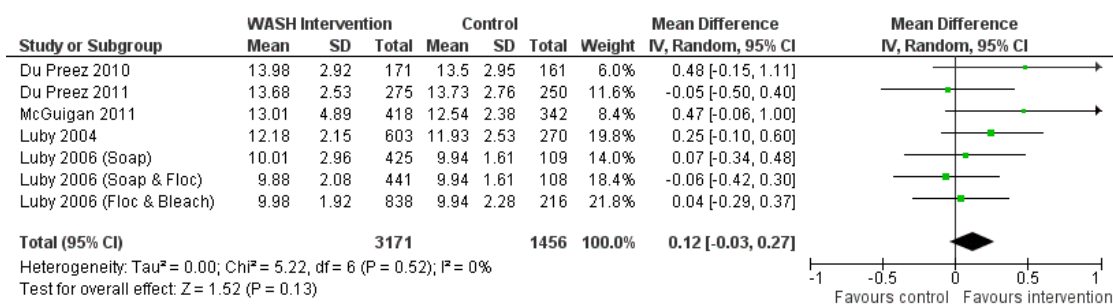 WASH Intervention Control Mean Difference Mean Difference
Study or Subgroup Mean SD Total Mean SD Total Weight IV, Random, 95% CI IV, Random, 95% CI
Du Preez 2010 13.98 2.92 171 13.5 2.95 161 6.0% 0.48 [-0.15, 1.11]
Du Preez 2011 13.68 2.53 275 13.73 2.76 250 11.6% -0.05 [-0.50, 0.40]
McGuigan 2011 13.01 4.89 418 12.54 2.38 342 8.4% 0.47 [-0.06, 1.00]
Luby 2004 12.18 2.15 603 11.93 2.53 270 19.8% 0.25 [-0.10, 0.60]
Luby 2006 (Soap) 10.01 2.96 425 9.94 1.61 109 14.0% 0.07 [-0.34, 0.48]
Luby 2006 (Soap & Floc) 9.88 2.08 441 9.94 1.61 108 18.4% -0.06 [-0.42, 0.30]
Luby 2006 (Floc & Bleach) 9.98 1.92 838 9.94 2.28 216 21.8% 0.04 [-0.29, 0.37]
Total (95% CI) 3171 1456 100.0% 0.12 [-0.03, 0.27]
Heterogeneity: Tau² = 0.00; Chi² = 5.22, df = 6 (P = 0.52); I² = 0%
Test for overall effect: Z = 1.52 (P = 0.13)
-1 -0.5 0 0.5 1
Favours control Favours intervention